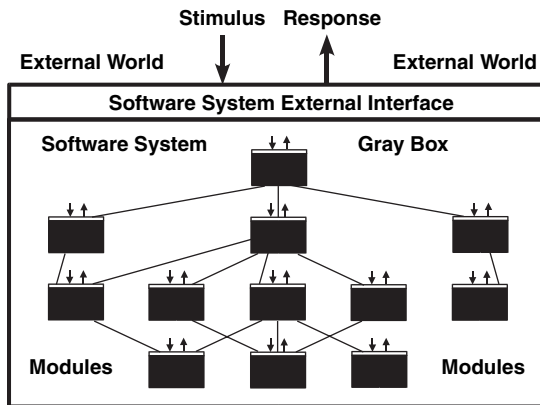 Stimulus Response
External World External World
Software System External Interface
Software System Gray Box
Modules Modules